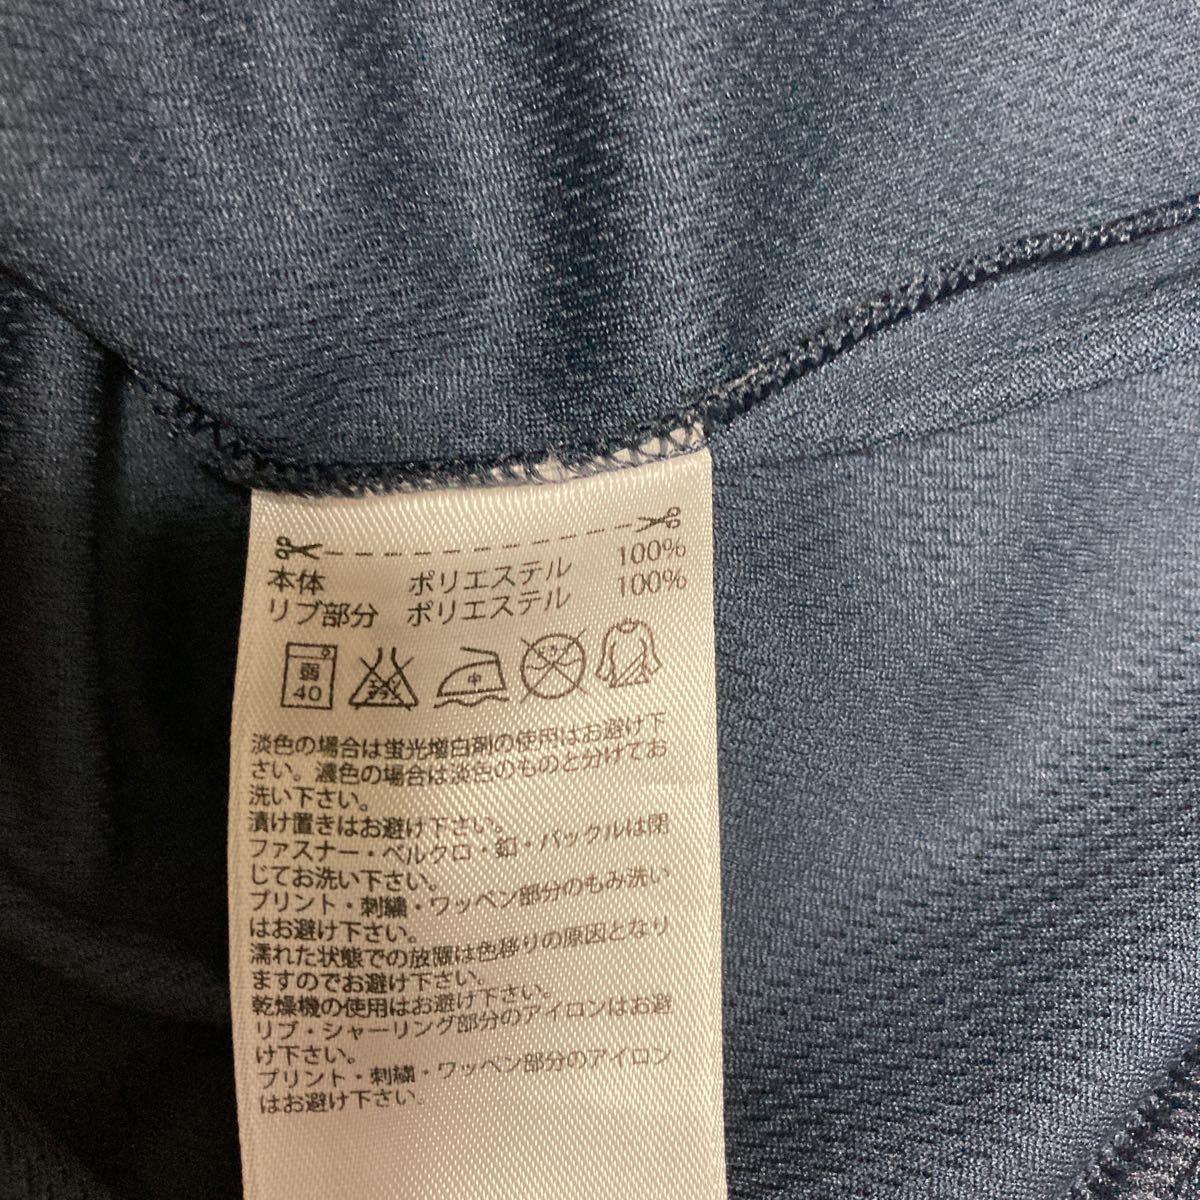 本体 ポリエステル 100%
リブ部分 ポリエステル 100%
弱 中
40
淡色の場合は蛍光増白剤の使用はお避け下
さい。濃色の場合は淡色のものと分けてお
洗い下さい。
漬け置きはお避け下さい。
ファスナー・ベルクロ・釦・バックルは閉
じてお洗い下さい。
プリント・刺繍・ワッペン部分のもみ洗い
はお避け下さい。
濡れた状態での放置は色移りの原因となり
ますのでお避け下さい。
乾燥機の使用はお避け下さい。
リブ・シャーリング部分のアイロンはお避
け下さい。
プリント・刺繍・ワッペン部分のアイロン
はお避け下さい.